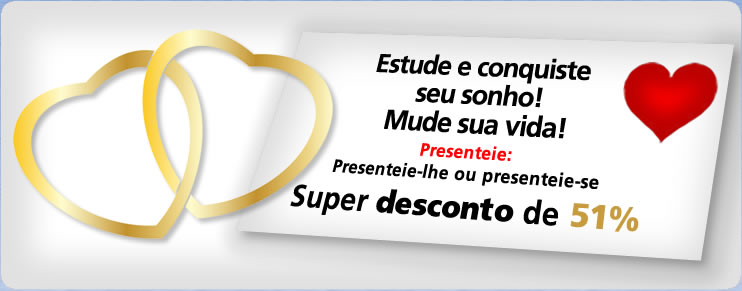 Estude e conquiste
seu sonho!
Mude sua vida!
Presenteie:
Presenteie-lhe ou presenteie-se
Super desconto de 51%